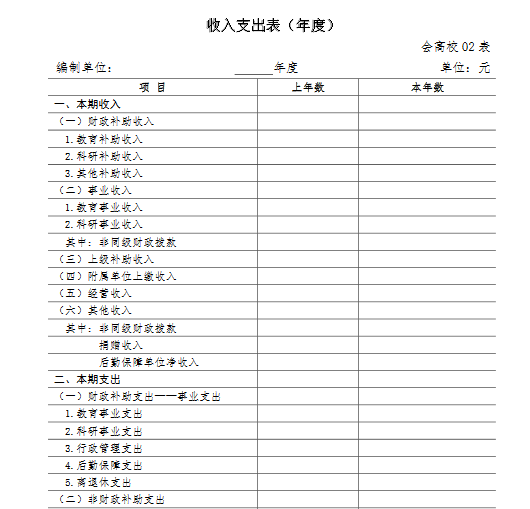 收入支出表（年度）
会高校 02 表
编制单位： ______年度 单位：元
项 目 上年数 本年数
一、本期收入
（一）财政补助收入
1.教育补助收入
2.科研补助收入
3.其他补助收入
（二）事业收入
1.教育事业收入
2.科研事业收入
其中：非同级财政拨款
（三）上级补助收入
（四）附属单位上缴收入
（五）经营收入
（六）其他收入
其中：非同级财政拨款
捐赠收入
后勤保障单位净收入
二、本期支出
（一）财政补助支出——事业支出
1.教育事业支出
2.科研事业支出
3.行政管理支出
4.后勤保障支出
5.离退休支出
（二）非财政补助支出